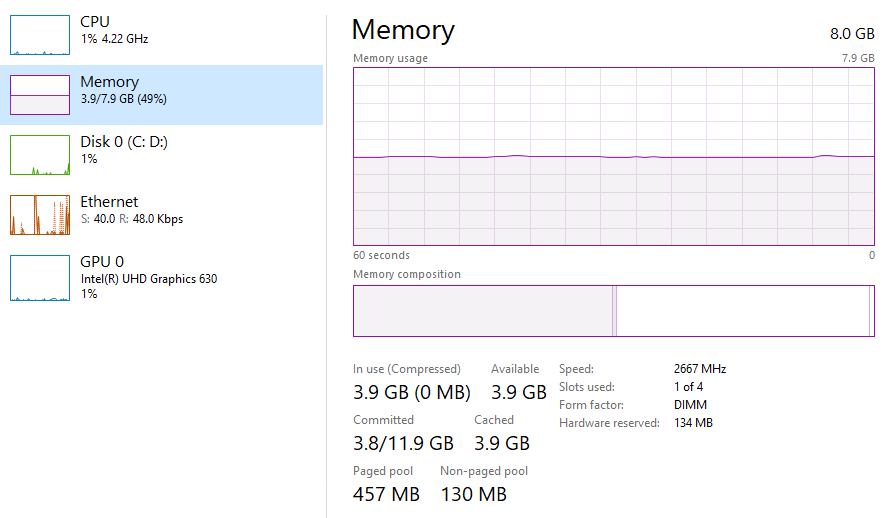 CPU
1% 4.22 GHz
Memory
3.9/7.9 GB (49%)
Disk 0 (C: D:)
1%
Ethernet
S: 40.0 R: 48.0 Kbps
GPU 0
Intel(R) UHD Graphics 630
1%
Memory 8.0 GB
Memory usage 7.9 GB
60 seconds 0
Memory composition
In use (Compressed) Available
3.9 GB (0 MB) 3.9 GB
Committed Cached
3.8/11.9 GB 3.9 GB
Paged pool Non-paged pool
457 MB 130 MB
Speed: 2667 MHz
Slots used: 1 of 4
Form factor: DIMM
Hardware reserved: 134 MB